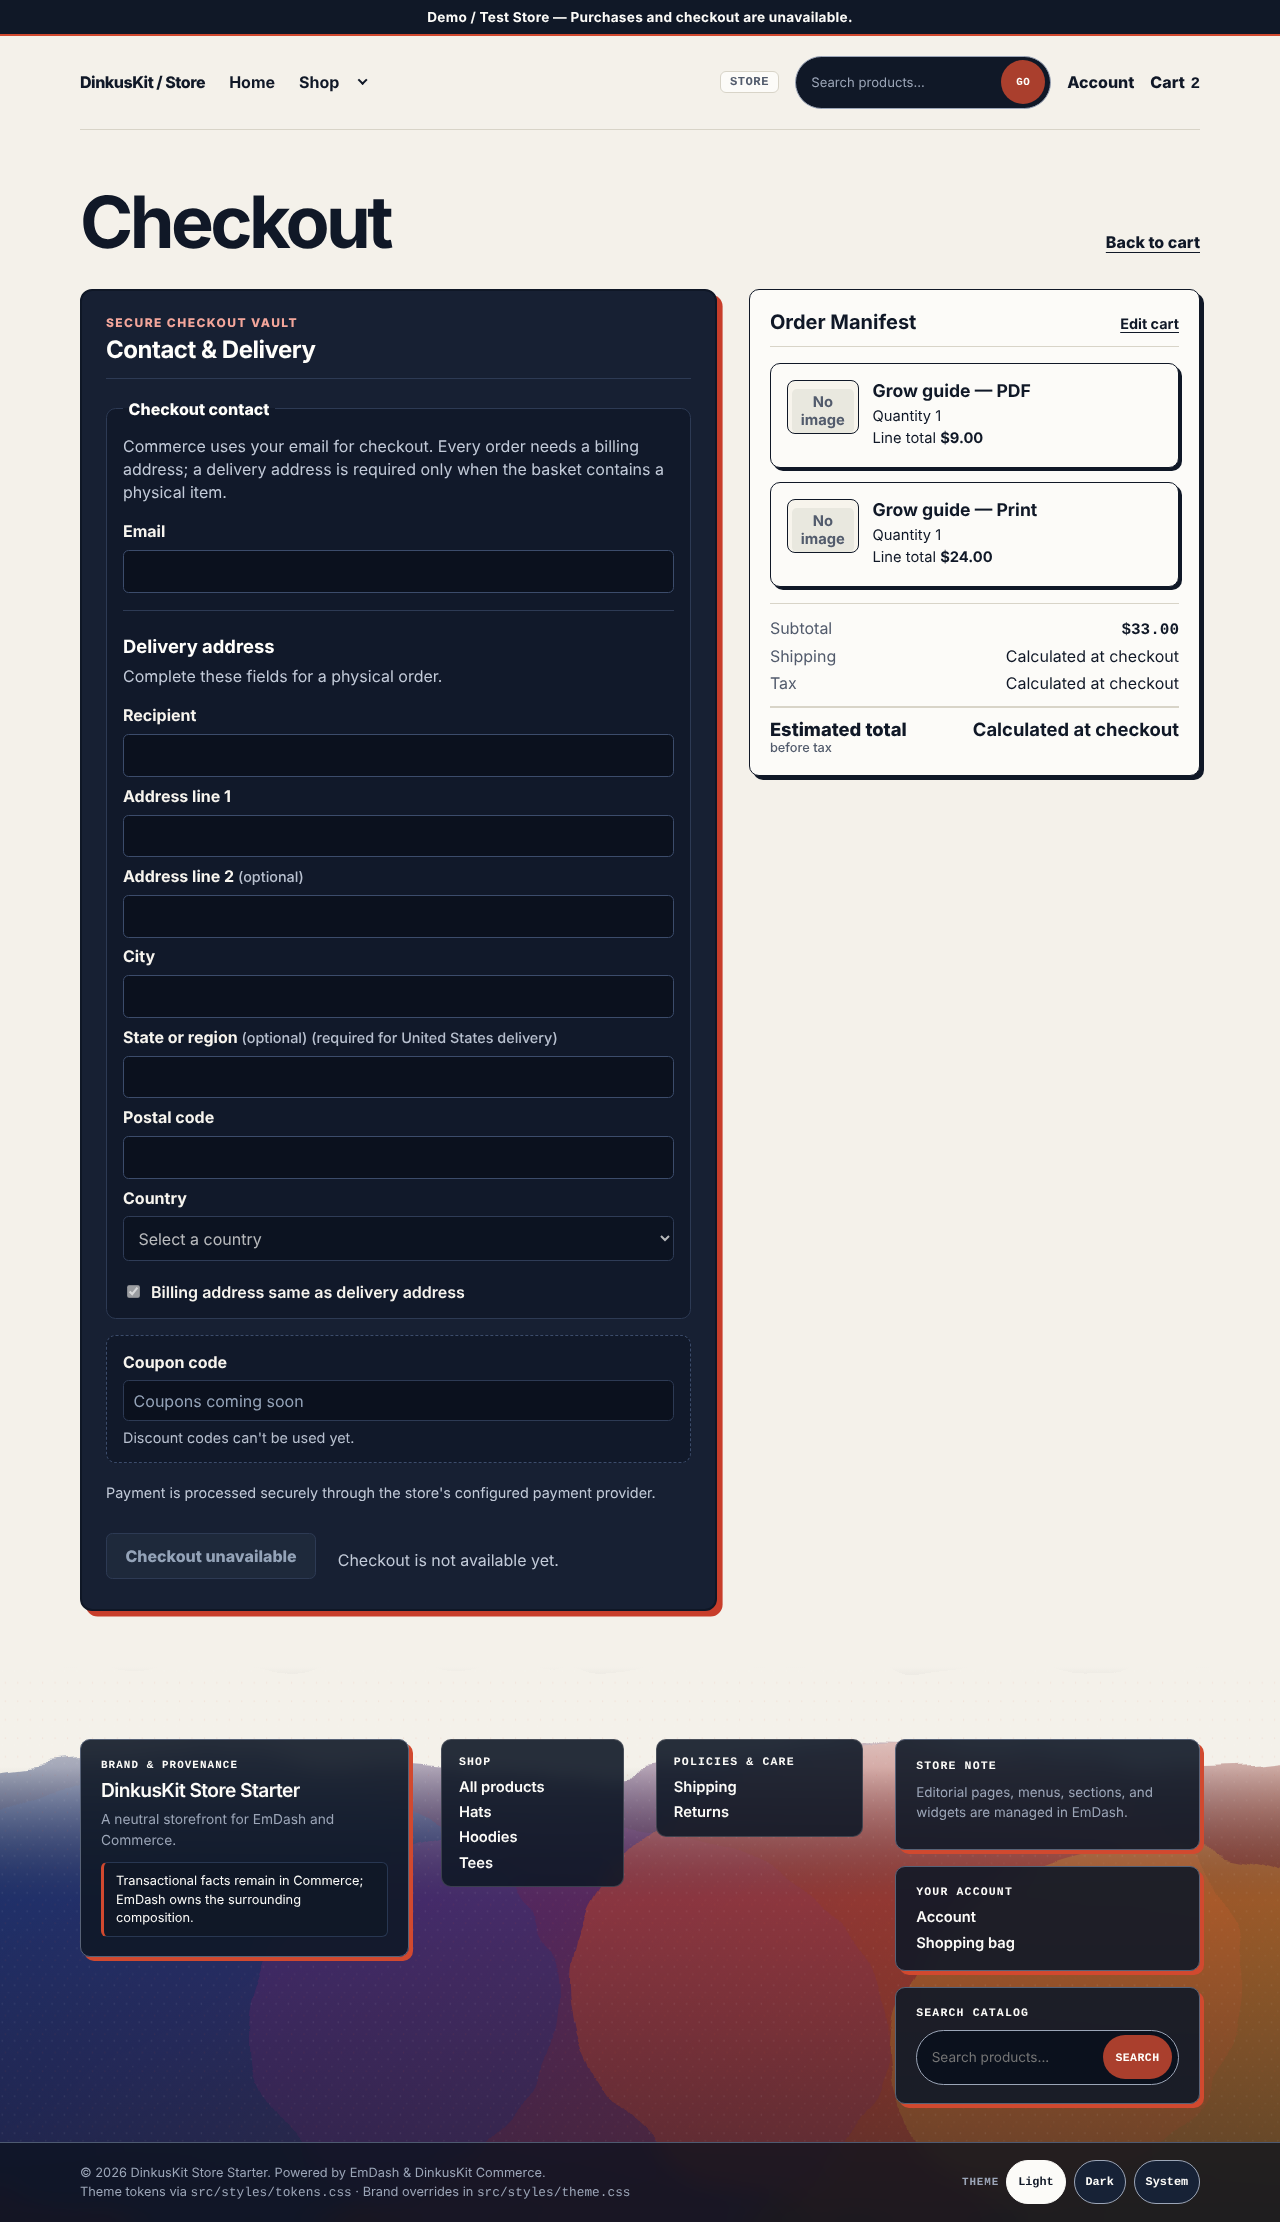 Demo / Test Store — Purchases and checkout are unavailable.
DinkusKit / Store Home Shop STORE Search products... GO Account Cart 2
Checkout
Back to cart
SECURE CHECKOUT VAULT
Contact & Delivery
Checkout contact
Commerce uses your email for checkout. Every order needs a billing
address; a delivery address is required only when the basket contains a
physical item.
Email
Delivery address
Complete these fields for a physical order.
Recipient
Address line 1
Address line 2 (optional)
City
State or region (optional) (required for United States delivery)
Postal code
Country
Select a country
Billing address same as delivery address
Coupon code
Coupons coming soon
Discount codes can't be used yet.
Payment is processed securely through the store's configured payment provider.
Checkout unavailable Checkout is not available yet.
Order Manifest Edit cart
No
image
Grow guide — PDF
Quantity 1
Line total $9.00
No
image
Grow guide — Print
Quantity 1
Line total $24.00
Subtotal $33.00
Shipping Calculated at checkout
Tax Calculated at checkout
Estimated total Calculated at checkout
before tax
BRAND & PROVENANCE
DinkusKit Store Starter
A neutral storefront for EmDash and
Commerce.
Transactional facts remain in Commerce;
EmDash owns the surrounding
composition.
SHOP
All products
Hats
Hoodies
Tees
POLICIES & CARE
Shipping
Returns
STORE NOTE
Editorial pages, menus, sections, and
widgets are managed in EmDash.
YOUR ACCOUNT
Account
Shopping bag
SEARCH CATALOG
Search products... SEARCH
© 2026 DinkusKit Store Starter. Powered by EmDash & DinkusKit Commerce.
Theme tokens via src/styles/tokens.css · Brand overrides in src/styles/theme.css
THEME Light Dark System